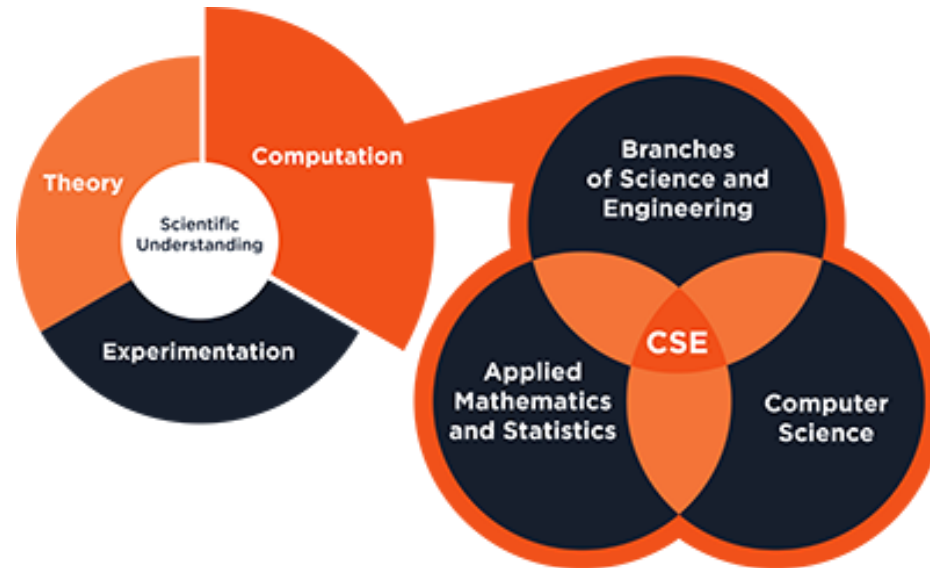 Theory
Computation
Scientific
Understanding
Experimentation
Branches
of Science and
Engineering
CSE
Applied
Mathematics
and Statistics
Computer
Science